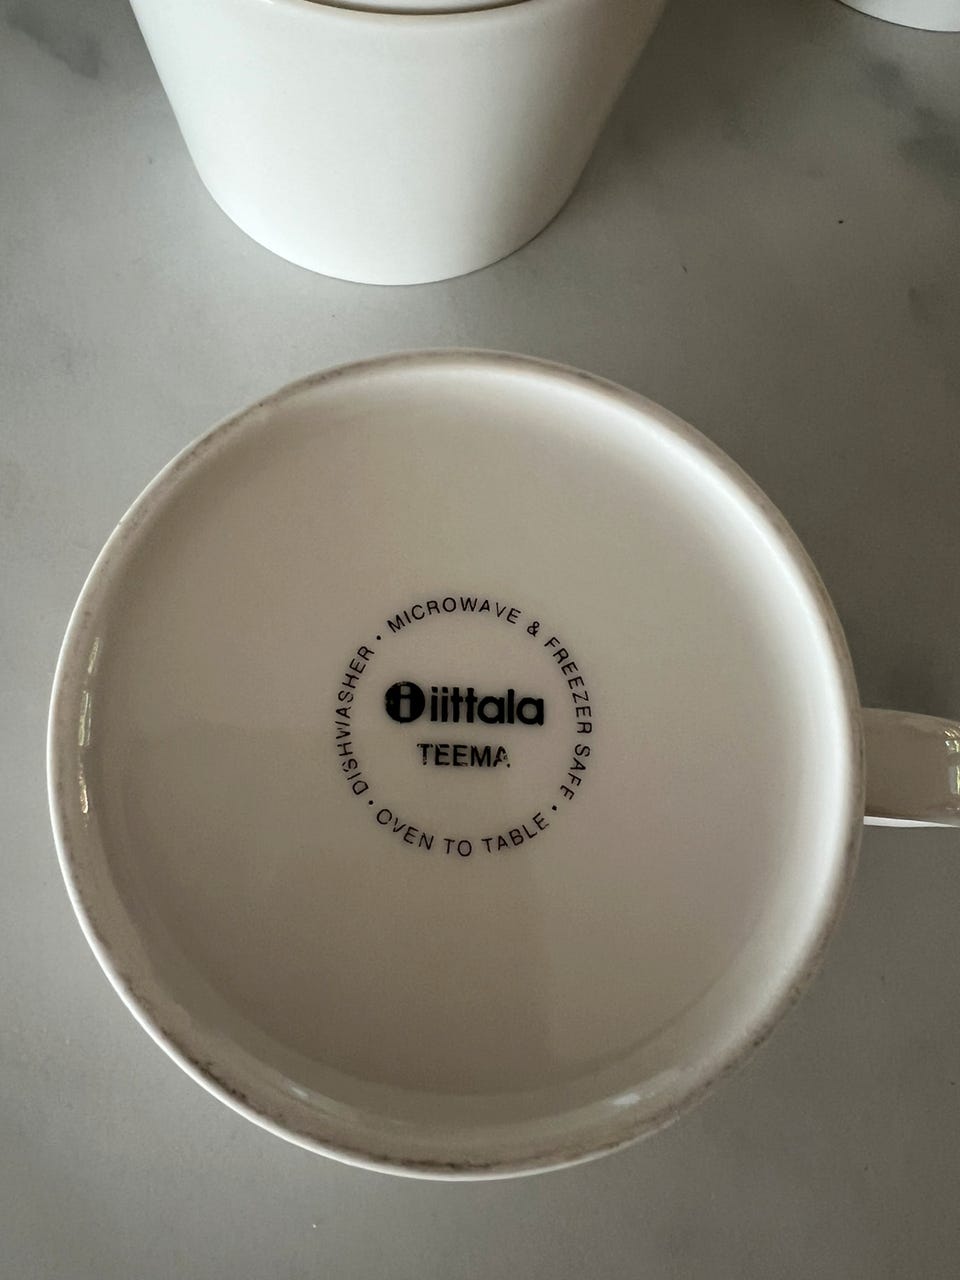 MICROWAVE & FREEZER SAFE • OVEN TO TABLE • DISHWASHER •
iittala
TEEMA